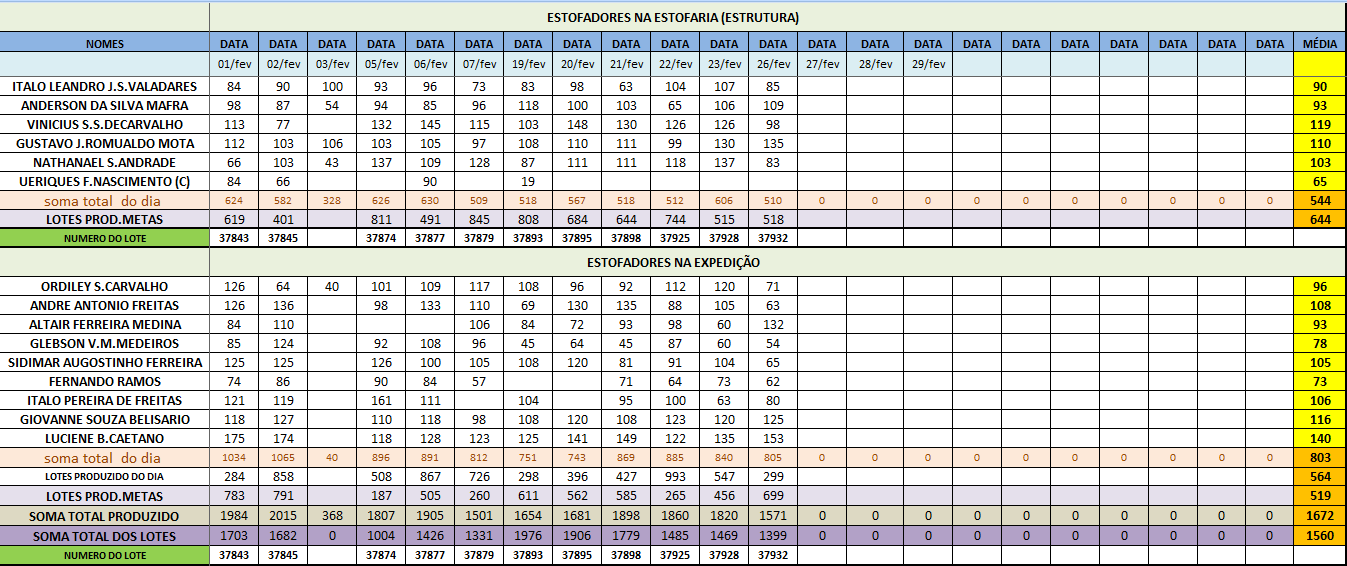 ESTOFADORES NA ESTOFARIA (ESTRUTURA)
NOMES DATA DATA DATA DATA DATA DATA DATA DATA DATA DATA DATA DATA DATA DATA DATA DATA DATA DATA DATA DATA DATA DATA MÉDIA
01/fev 02/fev 03/fev 05/fev 06/fev 07/fev 19/fev 20/fev 21/fev 22/fev 23/fev 26/fev 27/fev 28/fev 29/fev
ITALO LEANDRO J.S.VALADARES 84 90 100 93 96 73 83 98 63 104 107 85 90
ANDERSON DA SILVA MAFRA 98 87 54 94 85 96 118 100 103 65 106 109 93
VINICIUS S.S.DECARVALHO 113 77 132 145 115 103 148 130 126 126 98 119
GUSTAVO J.ROMUALDO MOTA 112 103 106 103 105 97 108 110 111 99 130 135 110
NATHANAEL S.ANDRADE 66 103 43 137 109 128 87 111 111 118 137 83 103
UERIQUES F.NASCIMENTO (C) 84 66 90 19 65
soma total do dia 624 582 328 626 630 509 518 567 518 512 606 510 0 0 0 0 0 0 0 0 0 0 544
LOTES PROD.METAS 619 401 811 491 845 808 684 644 744 515 518 644
NUMERO DO LOTE 37843 37845 37874 37877 37879 37893 37895 37898 37925 37928 37932
ESTOFADORES NA EXPEDIÇÃO
ORDILEY S.CARVALHO 126 64 40 101 109 117 108 96 92 112 120 71 96
ANDRE ANTONIO FREITAS 126 136 98 133 110 69 130 135 88 105 63 108
ALTAIR FERREIRA MEDINA 84 110 106 84 72 93 98 60 132 93
GLEBSON V.M.MEDEIROS 85 124 92 108 96 45 64 45 87 60 54 78
SIDIMAR AUGOSTINHO FERREIRA 125 125 126 100 105 108 120 81 91 104 65 105
FERNANDO RAMOS 74 86 90 84 57 71 64 73 62 73
ITALO PEREIRA DE FREITAS 121 119 161 111 104 95 100 63 80 106
GIOVANNE SOUZA BELISARIO 118 127 110 118 98 108 120 108 123 120 125 116
LUCIENE B.CAETANO 175 174 118 128 123 125 141 149 122 135 153 140
soma total do dia 1034 1065 40 896 891 812 751 743 869 885 840 805 0 0 0 0 0 0 0 0 0 0 803
LOTES PRODUZIDO DO DIA 284 858 508 867 726 298 396 427 993 547 299 564
LOTES PROD.METAS 783 791 187 505 260 611 562 585 265 456 699 519
SOMA TOTAL PRODUZIDO 1984 2015 368 1807 1905 1501 1654 1681 1898 1860 1820 1571 0 0 0 0 0 0 0 0 0 0 1672
SOMA TOTAL DOS LOTES 1703 1682 0 1004 1426 1331 1976 1906 1779 1485 1469 1399 0 0 0 0 0 0 0 0 0 0 1560
NUMERO DO LOTE 37843 37845 37874 37877 37879 37893 37895 37898 37925 37928 37932